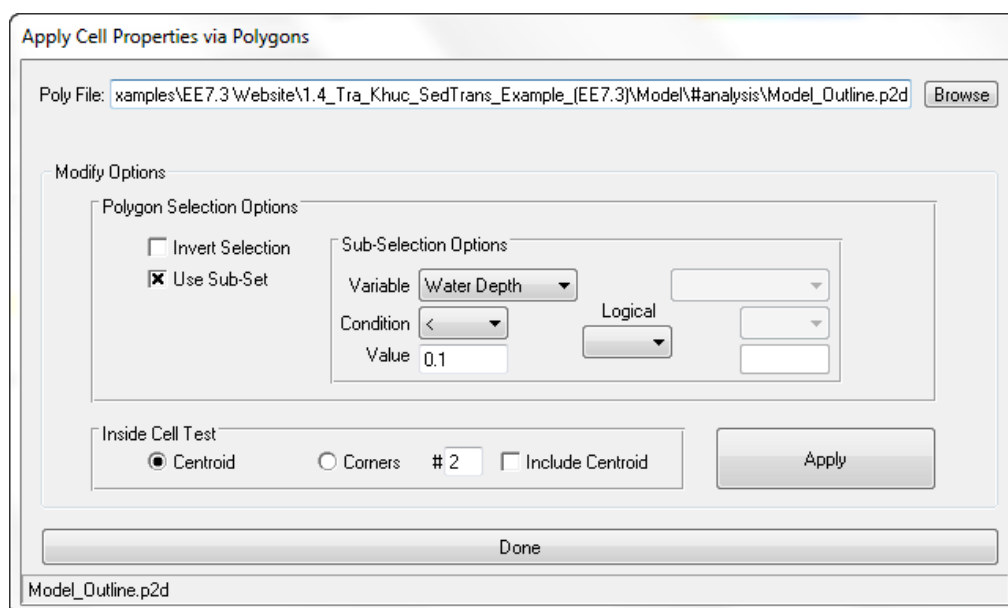 Apply Cell Properties via Polygons
Poly File: xamples\EE7.3 Website\1.4_Tra_Khuc_SedTrans_Example_(EE7.3)\Model\#analysis\Model_Outline.p2d Browse
Modify Options
Polygon Selection Options
Invert Selection
Use Sub-Set
Sub-Selection Options
Variable Water Depth
Condition <
Value 0.1
Logical
Inside Cell Test
Centroid Corners # 2 Include Centroid
Apply
Done
Model_Outline.p2d